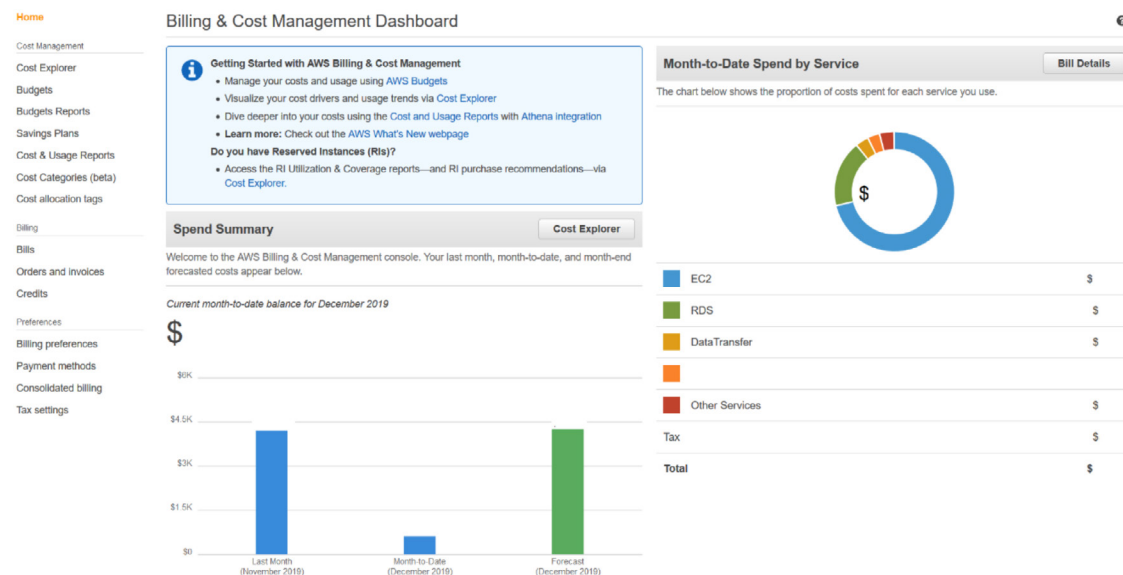 Home
Cost Management
Cost Explorer
Budgets
Budgets Reports
Savings Plans
Cost & Usage Reports
Cost Categories (beta)
Cost allocation tags
Billing
Bills
Orders and invoices
Credits
Preferences
Billing preferences
Payment methods
Consolidated billing
Tax settings
Billing & Cost Management Dashboard
Getting Started with AWS Billing & Cost Management
• Manage your costs and usage using AWS Budgets
• Visualize your cost drivers and usage trends via Cost Explorer
• Dive deeper into your costs using the Cost and Usage Reports with Athena integration
• Learn more: Check out the AWS What's New webpage
Do you have Reserved Instances (RIs)?
• Access the RI Utilization & Coverage reports—and RI purchase recommendations—via
Cost Explorer.
Spend Summary
Cost Explorer
Welcome to the AWS Billing & Cost Management console. Your last month, month-to-date, and month-end
forecasted costs appear below.
Current month-to-date balance for December 2019
$
$6K
$4.5K
$3K
$1.5K
$0
Last Month
(November 2019)
Month-to-Date
(December 2019)
Forecast
(December 2019)
Month-to-Date Spend by Service
Bill Details
The chart below shows the proportion of costs spent for each service you use.
$
EC2 $
RDS $
DataTransfer $
Other Services $
Tax $
Total $